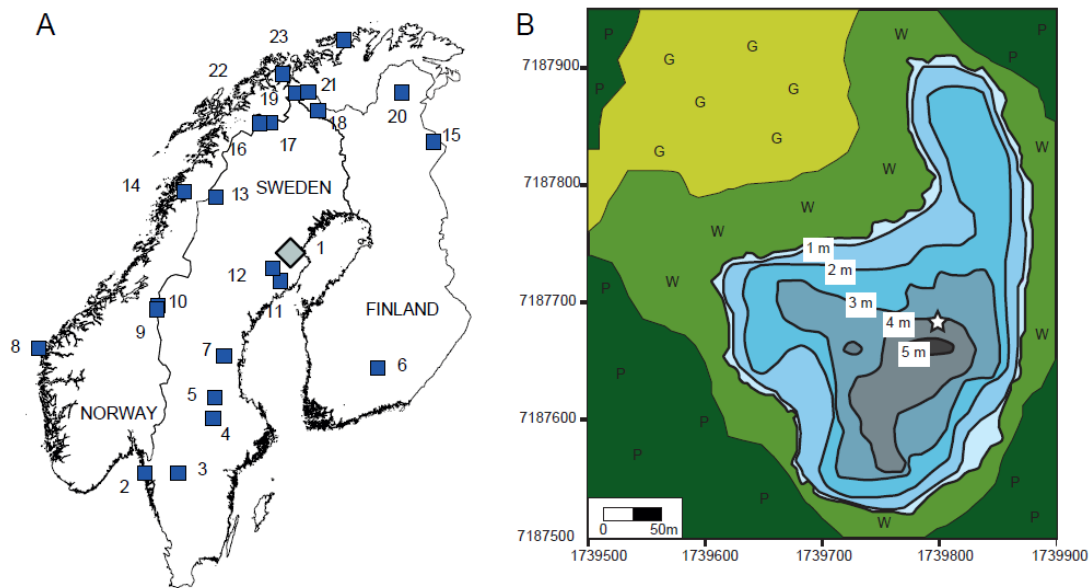 A
23
22
19
21
20
18
15
16
17
14
13
SWEDEN
1
12
11
10
9
FINLAND
8
7
6
5
NORWAY
4
3
2
B
7187900
7187800
7187700
7187600
7187500
P
W
P
G
G
G
G
G
G
W
W
W
W
W
W
W
1 m
2 m
3 m
4 m
5 m
P
P
P
P
P
0
50m
1739500
1739600
1739700
1739800
1739900